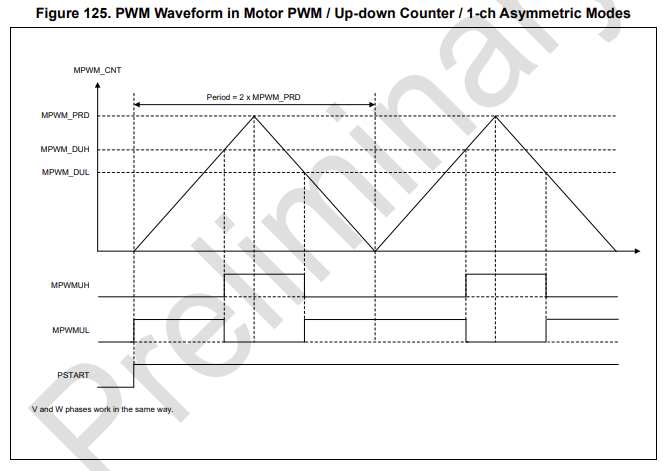 Figure 125. PWM Waveform in Motor PWM / Up-down Counter / 1-ch Asymmetric Modes
MPWM_CNT
Period = 2 x MPWM_PRD
MPWM_PRD
MPWM_DUH
MPWM_DUL
MPWMUH
MPWMUL
PSTART
V and W phases work in the same way.
Preliminary